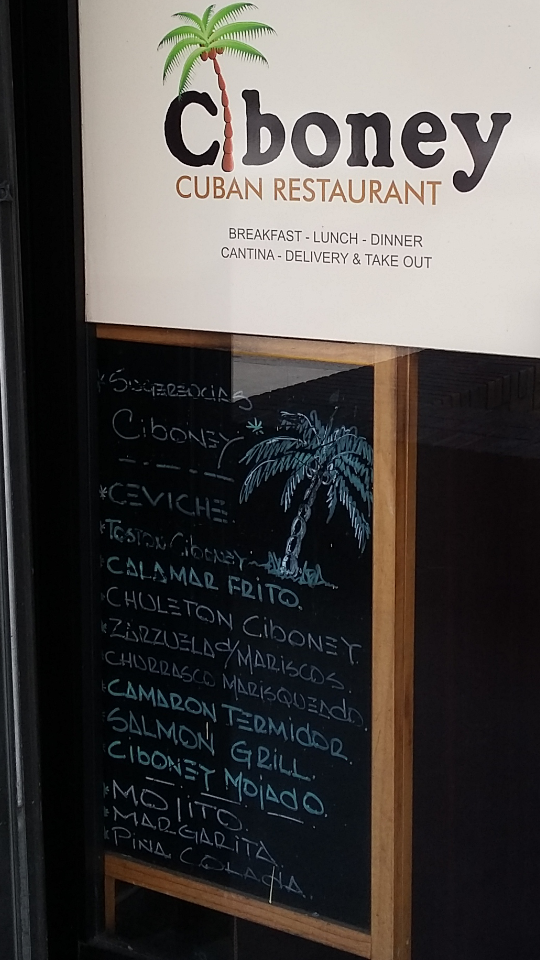 Ciboney
CUBAN RESTAURANT
BREAKFAST - LUNCH - DINNER
CANTINA - DELIVERY & TAKE OUT
SUGERENCIAS
CIBONEY
CEVICHE
TOSTON CIBONEY
CALAMAR FRITO.
CHULETON CIBONEY
ZARZUELA d/MARISCOS.
CHURRASCO MARISQUEADO.
CAMARON TERMIDOR.
SALMON GRILL.
CIBONEY MOJADO.
MOJITO.
MARGARITA.
PINA COLADA.